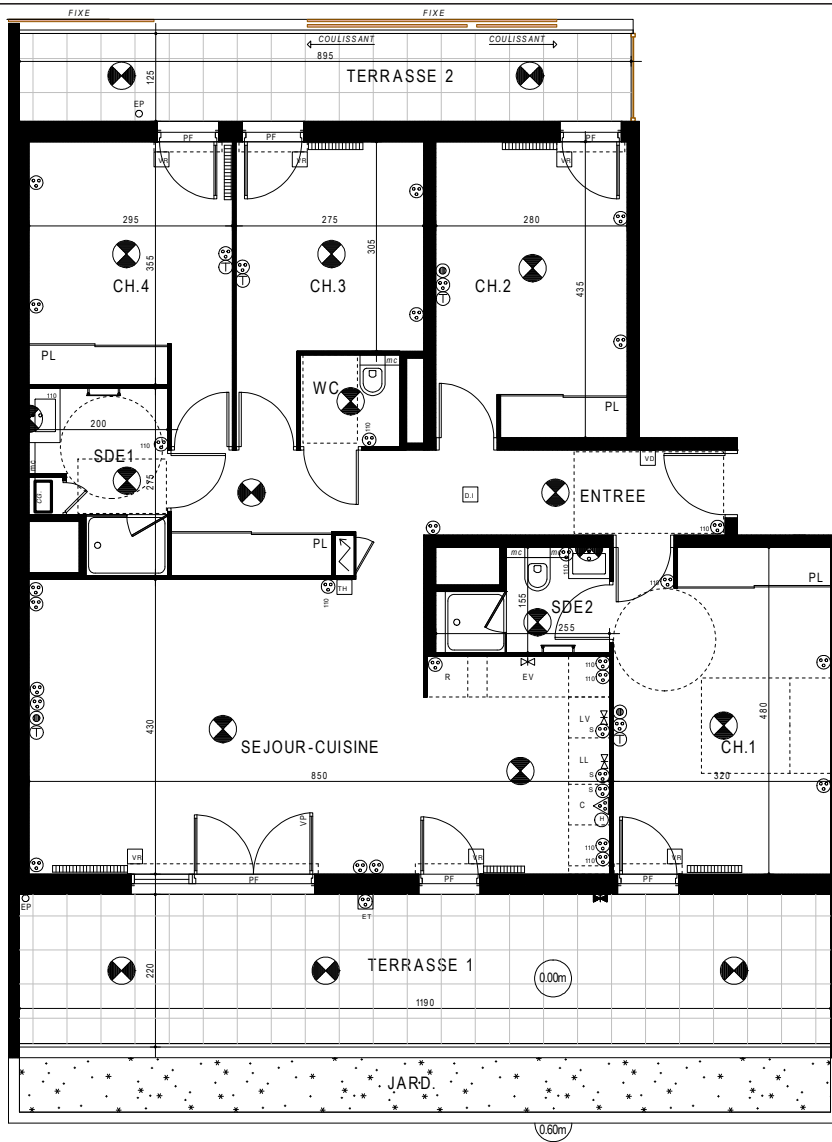 FIXE
FIXE
COULISSANT
COULISSANT
895
TERRASSE 2
125
EP
PF
PF
PF
VR
VR
VR
295
275
280
355
305
435
CH.4
CH.3
CH.2
T
T
T
PL
mc
WC
PL
110
200
110
110
SDE1
mc
275
VD
D.I
ENTREE
110
PL
mc
mc
110
110
PL
TH
110
155
SDE2
255
110
R
EV
110
T
LV
S
T
480
430
SEJOUR-CUISINE
CH.1
LL
S
850
320
S
C
H
VP
110
110
VR
VR
VR
PF
PF
PF
EP
ET
TERRASSE 1
220
0.00m
1190
JARD.
0.60m